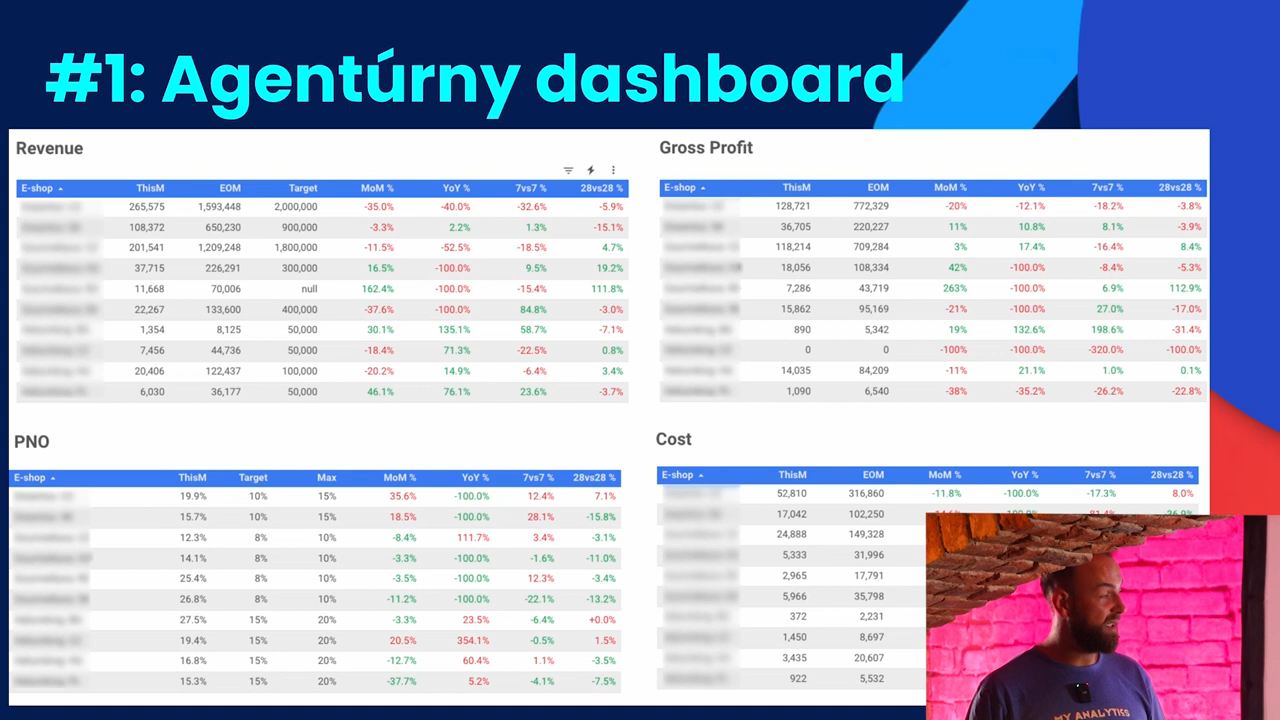 #1: Agentúrny dashboard
Revenue
E-shop ThisM EOM Target MoM % YoY % 7vs7 % 28vs28 %
265,575 1,593,448 2,000,000 -35.0% -40.0% -32.6% -5.9%
108,372 650,230 900,000 -3.3% 2.2% 1.3% -15.1%
201,541 1,209,248 1,800,000 -11.5% -52.5% -18.5% 4.7%
37,715 226,291 300,000 16.5% -100.0% 9.5% 19.2%
11,668 70,006 null 162.4% -100.0% -15.4% 111.8%
22,267 133,600 400,000 -37.6% -100.0% 84.8% -3.0%
1,354 8,125 50,000 30.1% 135.1% 58.7% -7.1%
7,456 44,736 50,000 -18.4% 71.3% -22.5% 0.8%
20,406 122,437 100,000 -20.2% 14.9% -6.4% 3.4%
6,030 36,177 50,000 46.1% 76.1% 23.6% -3.7%
Gross Profit
E-shop ThisM EOM MoM % YoY % 7vs7 % 28vs28 %
128,721 772,329 -20% -12.1% -18.2% -3.8%
36,705 220,227 11% 10.8% 8.1% -3.9%
118,214 709,284 3% 17.4% -16.4% 8.4%
18,056 108,334 42% -100.0% -8.4% -5.3%
7,286 43,719 263% -100.0% 6.9% 112.9%
15,862 95,169 -21% -100.0% 27.0% -17.0%
890 5,342 19% 132.6% 198.6% -31.4%
0 0 -100% -100.0% -320.0% -100.0%
14,035 84,209 -11% 21.1% 1.0% 0.1%
1,090 6,540 -38% -35.2% -26.2% -22.8%
PNO
E-shop ThisM Target Max MoM % YoY % 7vs7 % 28vs28 %
19.9% 10% 15% 35.6% -100.0% 12.4% 7.1%
15.7% 10% 15% 18.5% -100.0% 28.1% -15.8%
12.3% 8% 10% -8.4% 111.7% 3.4% -3.1%
14.1% 8% 10% -3.3% -100.0% -1.6% -11.0%
25.4% 8% 10% -3.5% -100.0% 12.3% -3.4%
26.8% 8% 10% -11.2% -100.0% -22.1% -13.2%
27.5% 15% 20% -3.3% 23.5% -6.4% +0.0%
19.4% 15% 20% 20.5% 354.1% -0.5% 1.5%
16.8% 15% 20% -12.7% 60.4% 1.1% -3.5%
15.3% 15% 20% -37.7% 5.2% -4.1% -7.5%
Cost
E-shop ThisM EOM MoM % YoY % 7vs7 % 28vs28 %
52,810 316,860 -11.8% -100.0% -17.3% 8.0%
17,042 102,250
24,888 149,328
5,333 31,996
2,965 17,791
5,966 35,798
372 2,231
1,450 8,697
3,435 20,607
922 5,532
MY ANALYTICS